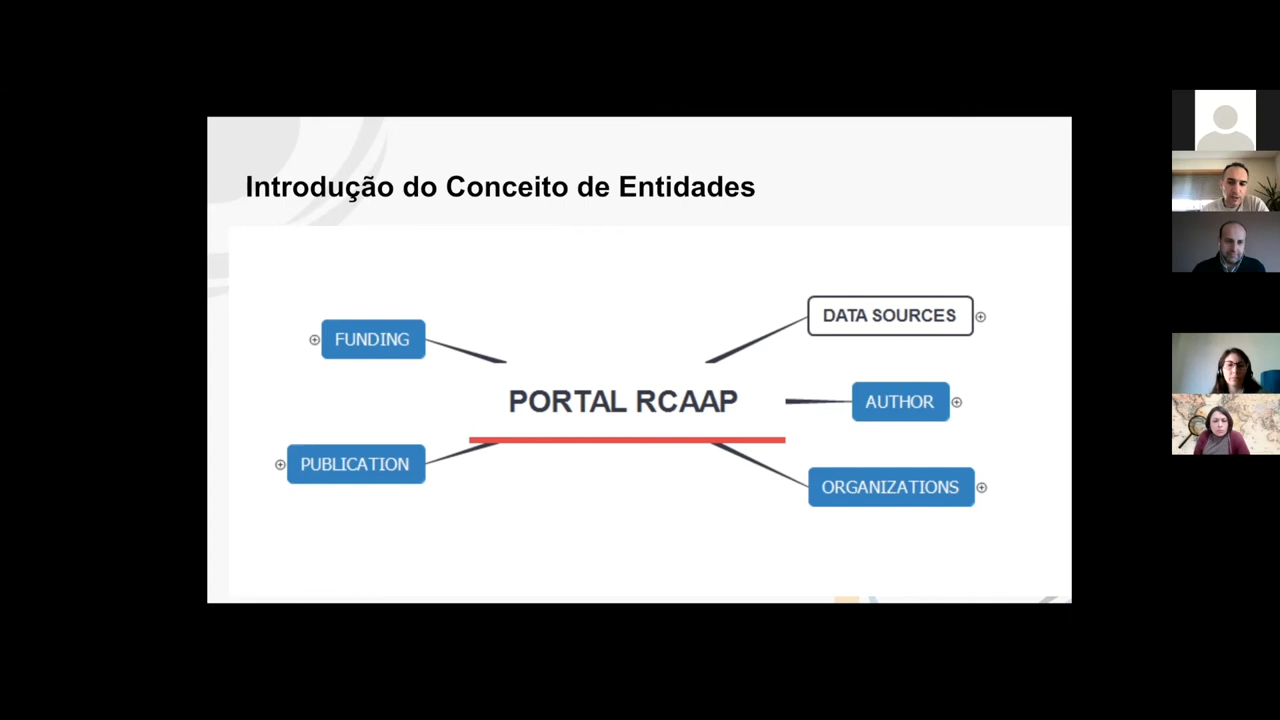 Introdução do Conceito de Entidades
FUNDING
DATA SOURCES
PORTAL RCAAP
AUTHOR
PUBLICATION
ORGANIZATIONS